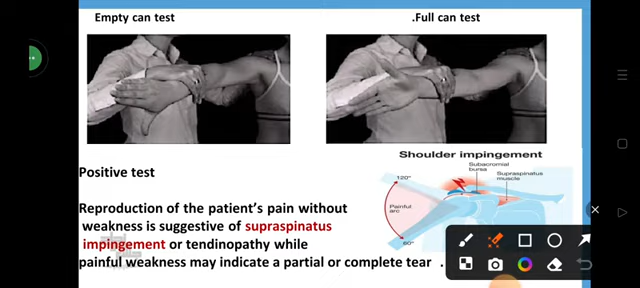 Empty can test
.Full can test
Shoulder impingement
Subacromial
bursa
Supraspinatus
muscle
120°
Painful
arc
60°
Positive test
Reproduction of the patient's pain without
weakness is suggestive of supraspinatus
impingement or tendinopathy while
painful weakness may indicate a partial or complete tear .